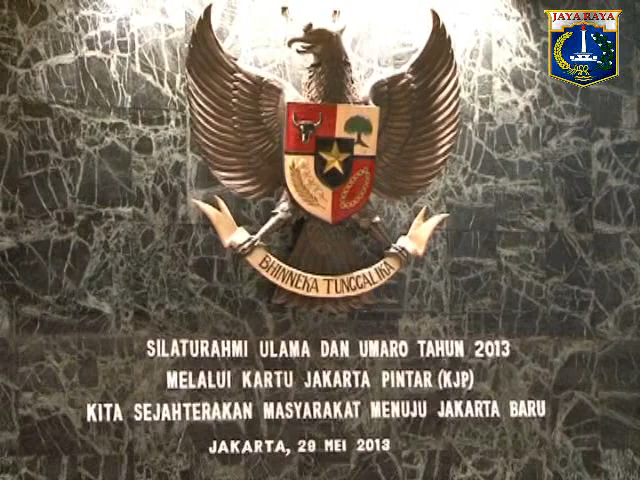 JAYA RAYA
BHINNEKA TUNGGAL IKA
SILATURAHMI ULAMA DAN UMARO TAHUN 2013
MELALUI KARTU JAKARTA PINTAR (KJP)
KITA SEJAHTERAKAN MASYARAKAT MENUJU JAKARTA BARU
JAKARTA, 29 MEI 2013